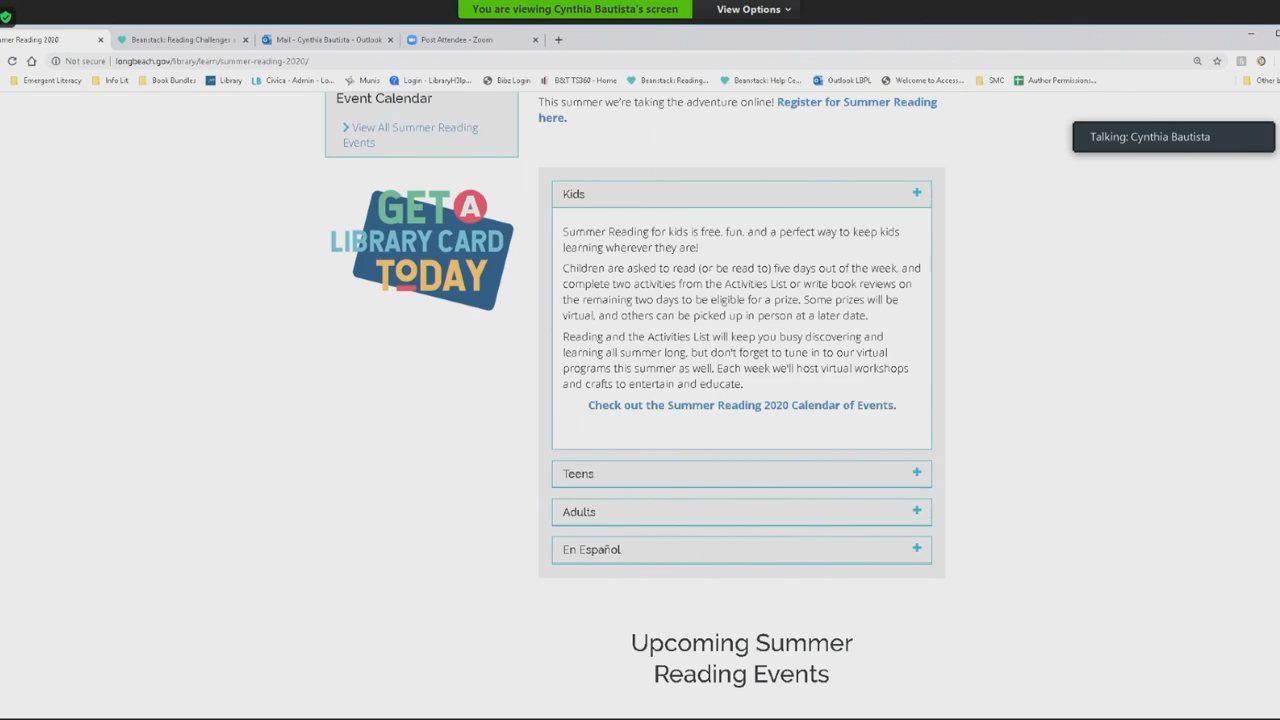 You are viewing Cynthia Bautista's screen
View Options
mer Reading 2020
Beanstack: Reading Challenges
Mail - Cynthia Bautista - Outlook
Post Attendee - Zoom
Not secure | longbeach.gov/library/learn/summer-reading-2020/
Emergent Literacy
Info Lit
Book Bundles
Library
Civica - Admin - Lo...
Munis
Login - LibraryH3lp...
Bibz Login
B&T TS360 - Home
Beanstack: Reading...
Beanstack: Help Ce...
Outlook LBPL
Welcome to Access...
SMC
Author Permissions...
Other b
Event Calendar
View All Summer Reading
Events
GET A
LIBRARY CARD
TODAY
This summer we're taking the adventure online! Register for Summer Reading
here.
Talking: Cynthia Bautista
Kids
Summer Reading for kids is free, fun, and a perfect way to keep kids
learning wherever they are!
Children are asked to read (or be read to) five days out of the week, and
complete two activities from the Activities List or write book reviews on
the remaining two days to be eligible for a prize. Some prizes will be
virtual, and others can be picked up in person at a later date.
Reading and the Activities List will keep you busy discovering and
learning all summer long, but don't forget to tune in to our virtual
programs this summer as well. Each week we'll host virtual workshops
and crafts to entertain and educate.
Check out the Summer Reading 2020 Calendar of Events.
Teens
Adults
En Español
Upcoming Summer
Reading Events